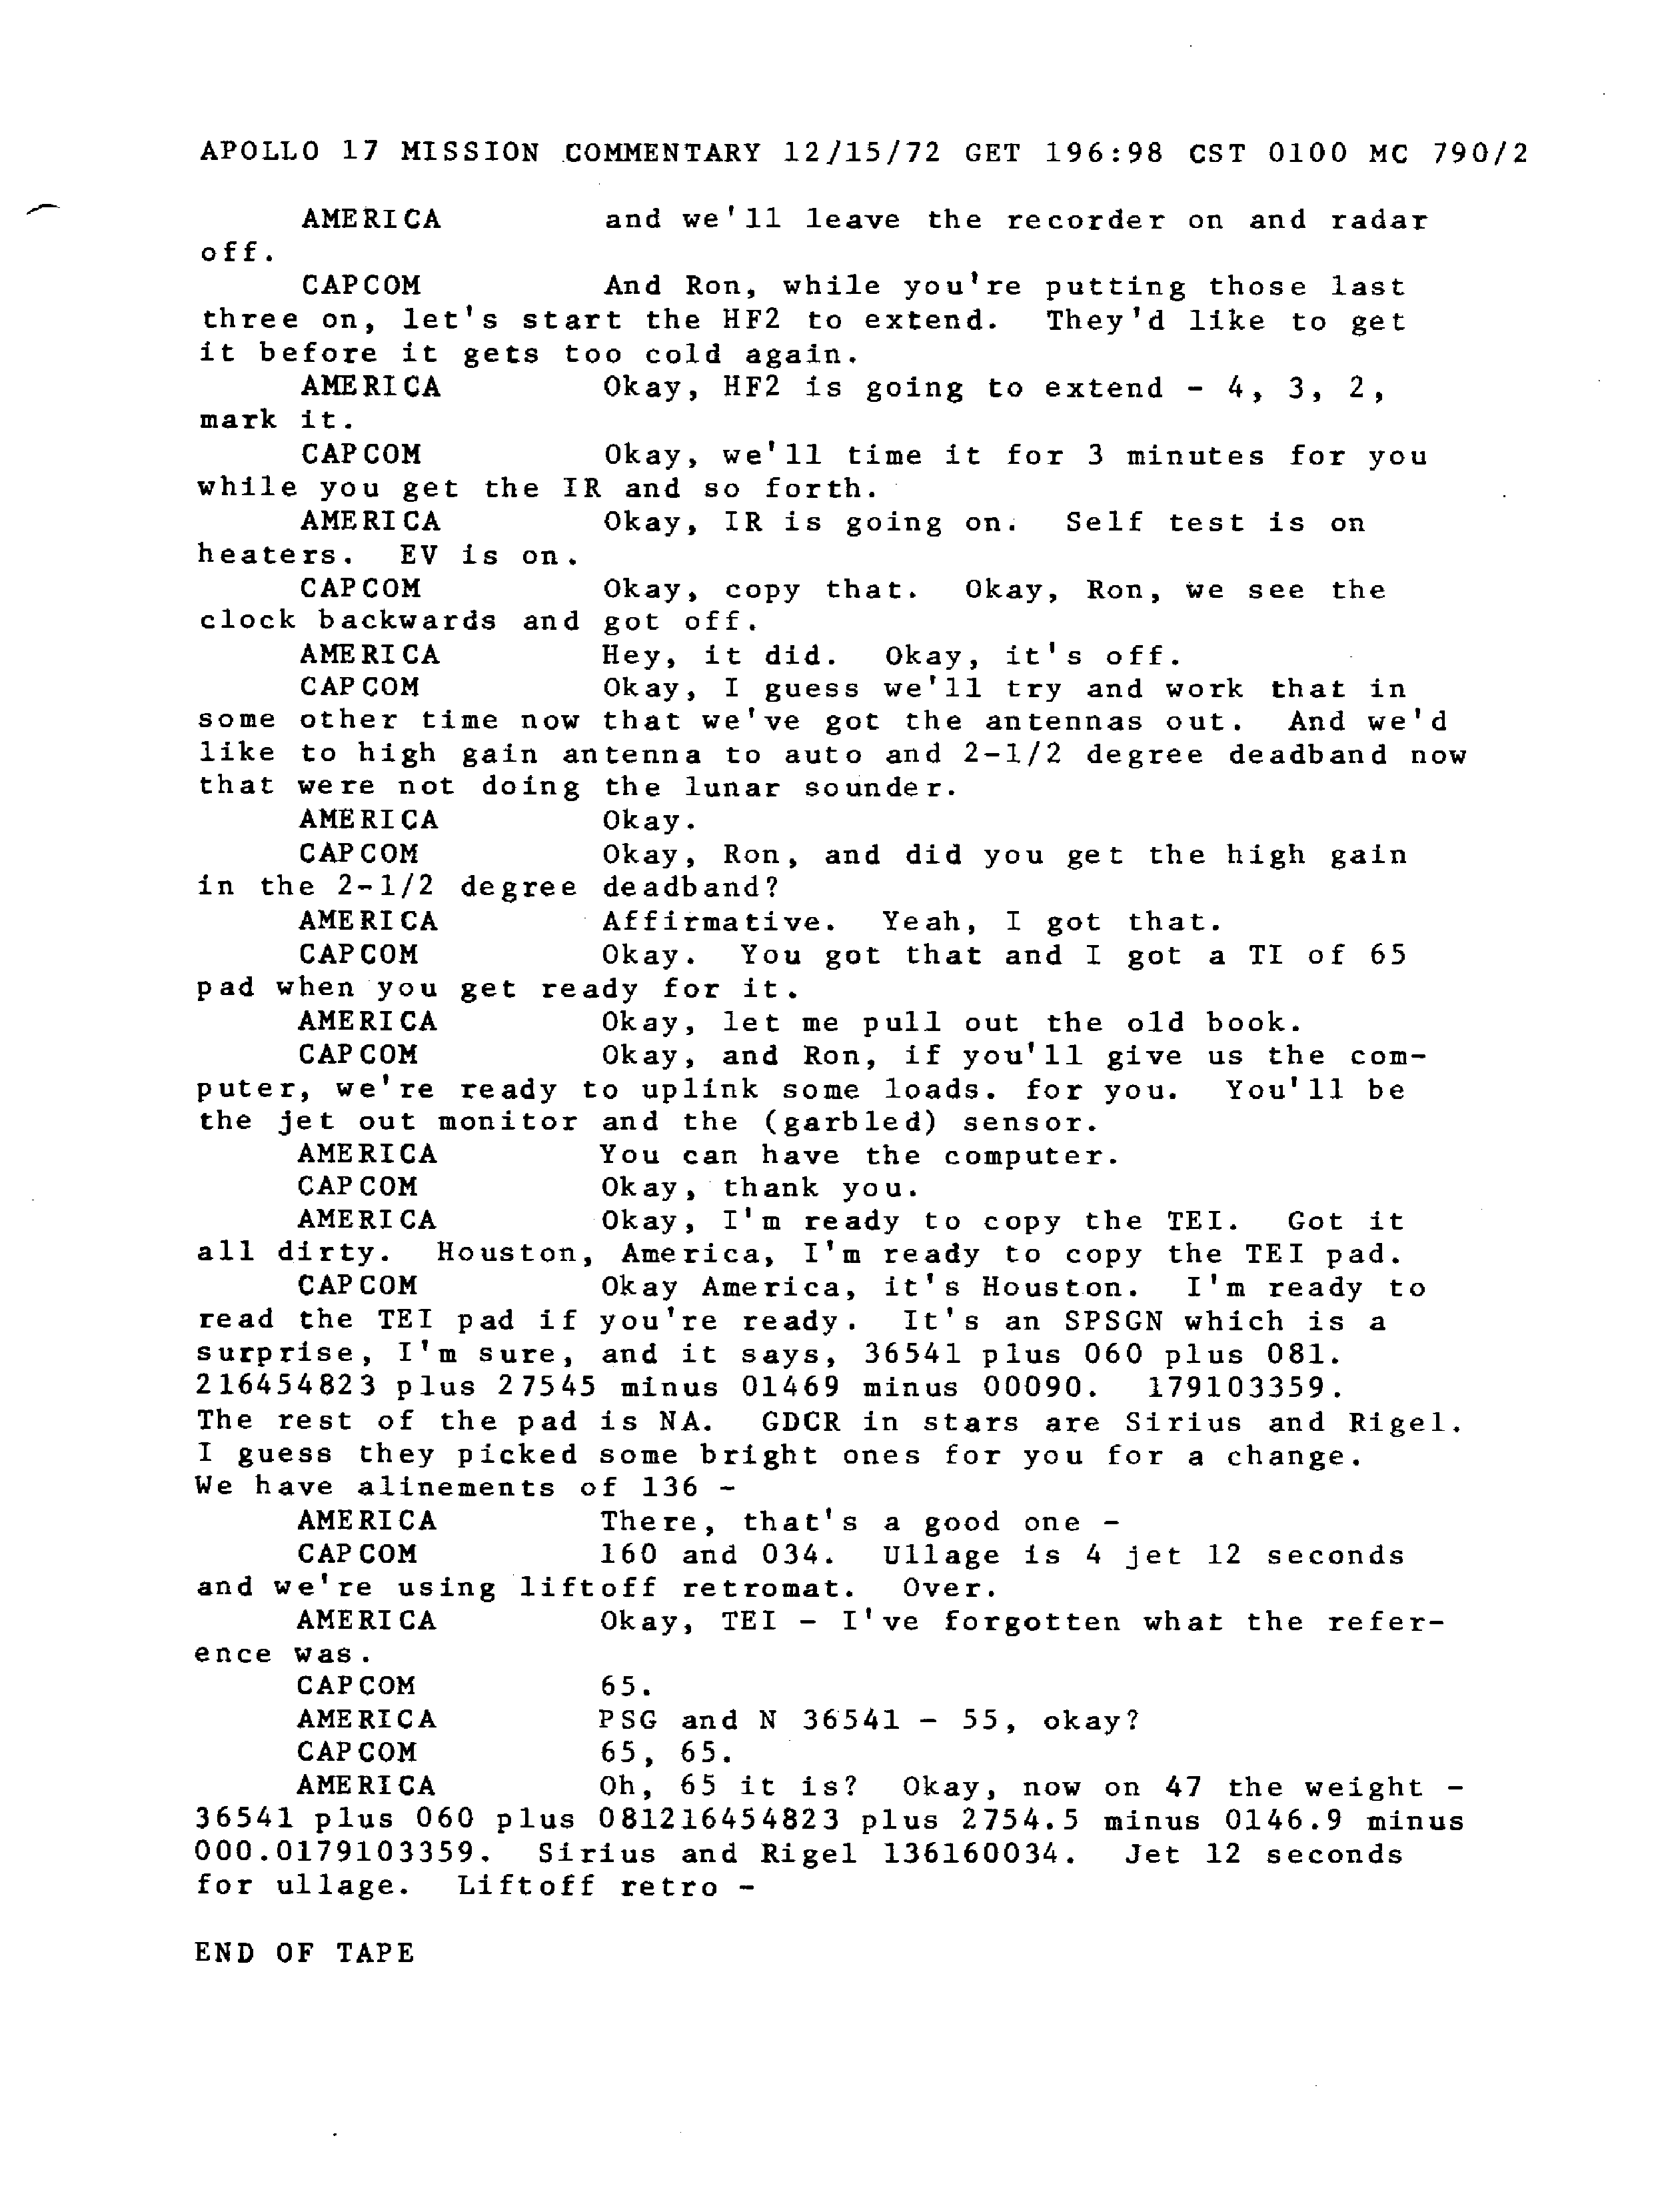 APOLLO 17 MISSION COMMENTARY 12/15/72 GET 196:98 CST 0100 MC 790/2
AMERICA and we'll leave the recorder on and radar
off.
CAPCOM And Ron, while you're putting those last
three on, let's start the HF2 to extend. They'd like to get
it before it gets too cold again.
AMERICA Okay, HF2 is going to extend - 4, 3, 2,
mark it.
CAPCOM Okay, we'll time it for 3 minutes for you
while you get the IR and so forth.
AMERICA Okay, IR is going on. Self test is on
heaters. EV is on.
CAPCOM Okay, copy that. Okay, Ron, we see the
clock backwards and got off.
AMERICA Hey, it did. Okay, it's off.
CAPCOM Okay, I guess we'll try and work that in
some other time now that we've got the antennas out. And we'd
like to high gain antenna to auto and 2-1/2 degree deadband now
that were not doing the lunar sounder.
AMERICA Okay.
CAPCOM Okay, Ron, and did you get the high gain
in the 2-1/2 degree deadband?
AMERICA Affirmative. Yeah, I got that.
CAPCOM Okay. You got that and I got a TI of 65
pad when you get ready for it.
AMERICA Okay, let me pull out the old book.
CAPCOM Okay, and Ron, if you'll give us the com-
puter, we're ready to uplink some loads. for you. You'll be
the jet out monitor and the (garbled) sensor.
AMERICA You can have the computer.
CAPCOM Okay, thank you.
AMERICA Okay, I'm ready to copy the TEI. Got it
all dirty. Houston, America, I'm ready to copy the TEI pad.
CAPCOM Okay America, it's Houston. I'm ready to
read the TEI pad if you're ready. It's an SPSGN which is a
surprise, I'm sure, and it says, 36541 plus 060 plus 081.
216454823 plus 27545 minus 01469 minus 00090. 179103359.
The rest of the pad is NA. GDCR in stars are Sirius and Rigel.
I guess they picked some bright ones for you for a change.
We have alinements of 136 -
AMERICA There, that's a good one -
CAPCOM 160 and 034. Ullage is 4 jet 12 seconds
and we're using liftoff retromat. Over.
AMERICA Okay, TEI - I've forgotten what the refer-
ence was.
CAPCOM 65.
AMERICA PSG and N 36541 - 55, okay?
CAPCOM 65, 65.
AMERICA Oh, 65 it is? Okay, now on 47 the weight -
36541 plus 060 plus 081216454823 plus 2754.5 minus 0146.9 minus
000.0179103359. Sirius and Rigel 136160034. Jet 12 seconds
for ullage. Liftoff retro -
END OF TAPE